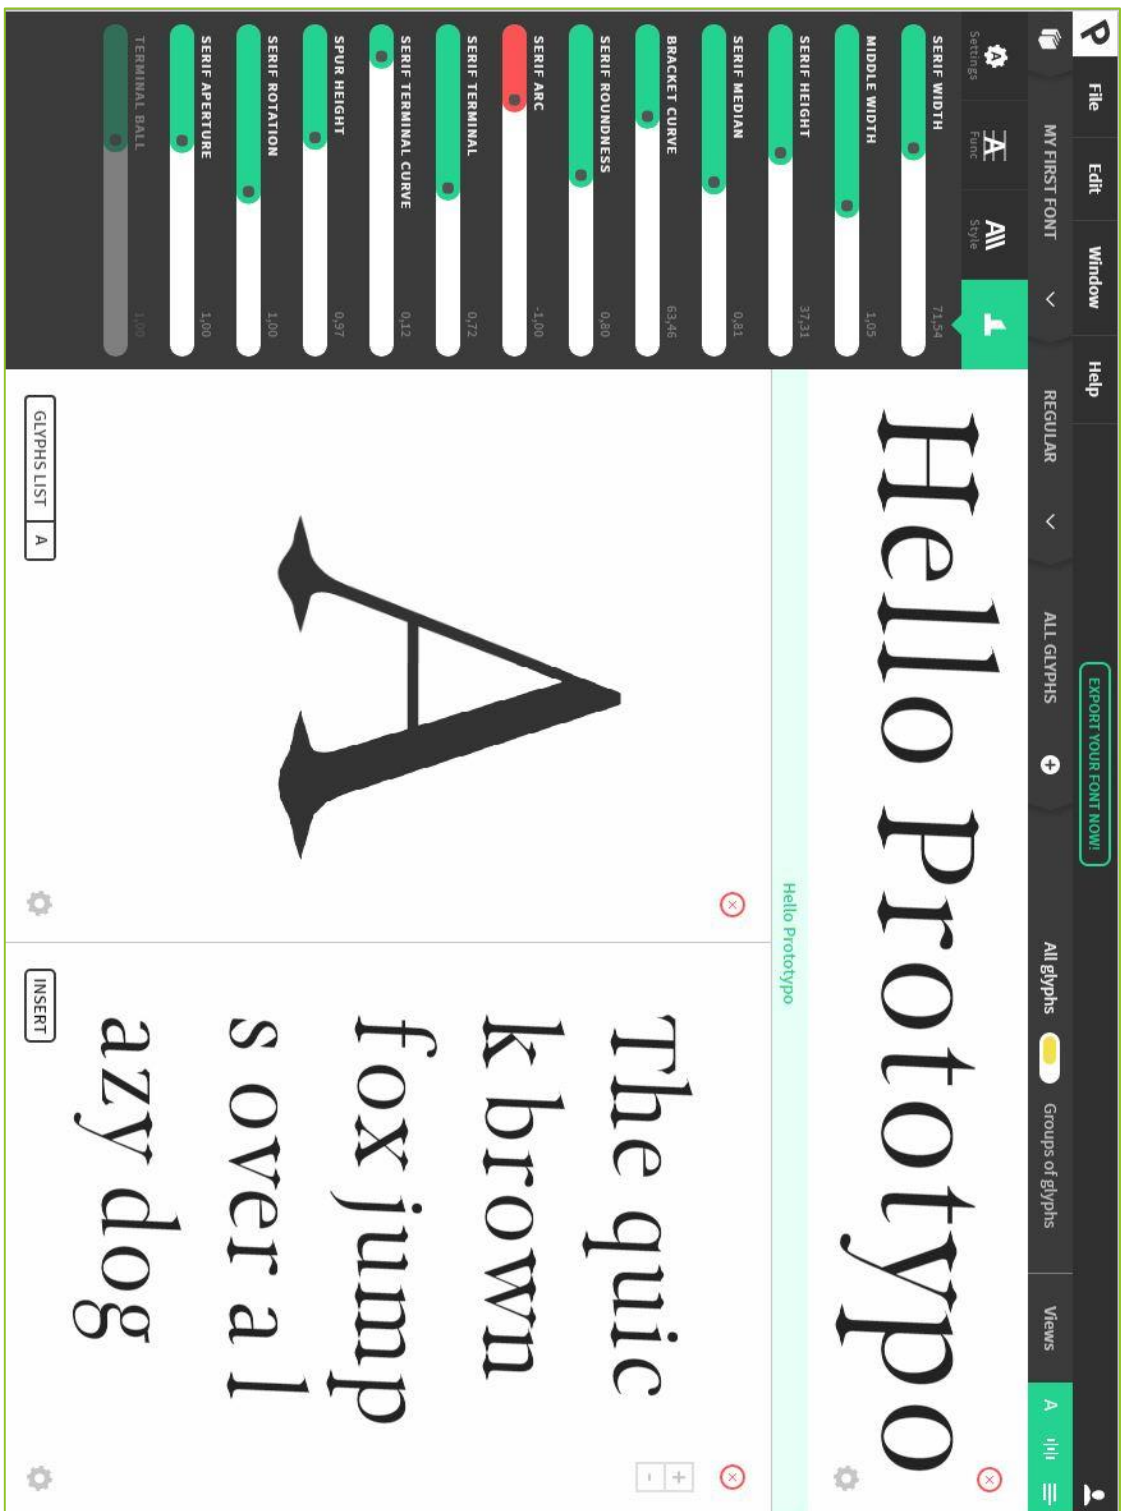 P File Edit Window Help EXPORT YOUR FONT NOW!
MY FIRST FONT REGULAR ALL GLYPHS All glyphs Groups of glyphs Views A
Settings Func Style
SERIF WIDTH 71,54
MIDDLE WIDTH 1,05
SERIF HEIGHT 37,31
SERIF MEDIAN 0,81
BRACKET CURVE 63,46
SERIF ROUNDNESS 0,80
SERIF ARC -1,00
SERIF TERMINAL 0,72
SERIF TERMINAL CURVE 0,12
SPUR HEIGHT 0,97
SERIF ROTATION 1,00
SERIF APERTURE 1,00
TERMINAL BALL 1,00
Hello Prototypo
Hello Prototypo
A
GLYPHS LIST A
The quic
k brown
fox jump
s over a l
azy dog
+
-
INSERT